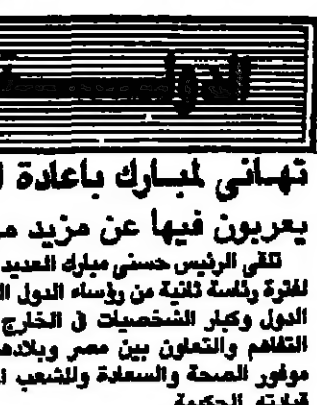 تهاني لمبارك باعادة
يعربون فيها عن مزيد
تلقى الرئيس حسني مبارك العديد
لفترة رئاسة ثانية من رؤساء الدول
الدول وكبار الشخصيات في الخارج
التفاهم والتعاون بين مصر وبلادهم
موفور الصحة والسعادة وللشعب
قيادته الحكيمة